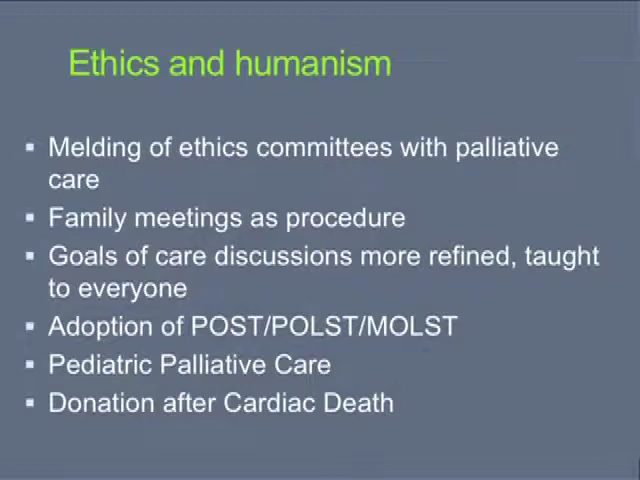 Ethics and humanism
▪ Melding of ethics committees with palliative
care
▪ Family meetings as procedure
▪ Goals of care discussions more refined, taught
to everyone
▪ Adoption of POST/POLST/MOLST
▪ Pediatric Palliative Care
▪ Donation after Cardiac Death